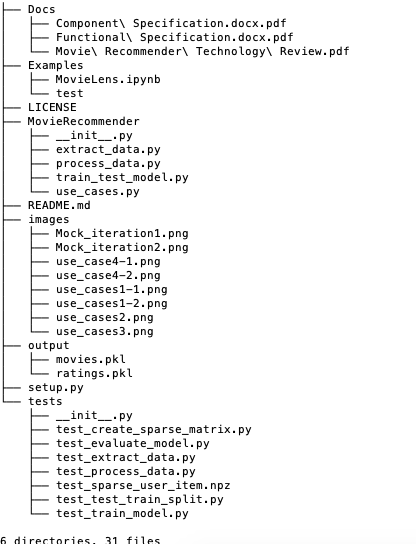 ├── Docs
│   ├── Component\ Specification.docx.pdf
│   ├── Functional\ Specification.docx.pdf
│   └── Movie\ Recommender\ Technology\ Review.pdf
├── Examples
│   ├── MovieLens.ipynb
│   └── test
├── LICENSE
├── MovieRecommender
│   ├── __init__.py
│   ├── extract_data.py
│   ├── process_data.py
│   ├── train_test_model.py
│   └── use_cases.py
├── README.md
├── images
│   ├── Mock_iteration1.png
│   ├── Mock_iteration2.png
│   ├── use_case4-1.png
│   ├── use_case4-2.png
│   ├── use_cases1-1.png
│   ├── use_cases1-2.png
│   ├── use_cases2.png
│   └── use_cases3.png
├── output
│   ├── movies.pkl
│   └── ratings.pkl
├── setup.py
└── tests
    ├── __init__.py
    ├── test_create_sparse_matrix.py
    ├── test_evaluate_model.py
    ├── test_extract_data.py
    ├── test_process_data.py
    ├── test_sparse_user_item.npz
    ├── test_test_train_split.py
    └── test_train_model.py
6 directories, 31 files